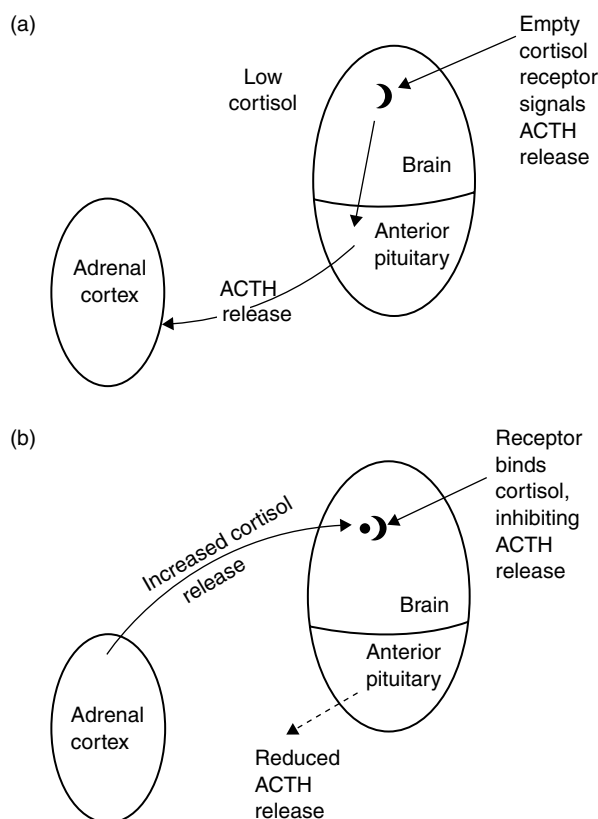 (a)
Low
cortisol
Empty
cortisol
receptor
signals
ACTH
release
Brain
Anterior
pituitary
Adrenal
cortex
ACTH
release
(b)
Receptor
binds
cortisol,
inhibiting
ACTH
release
Increased cortisol
release
Brain
Anterior
pituitary
Adrenal
cortex
Reduced
ACTH
release